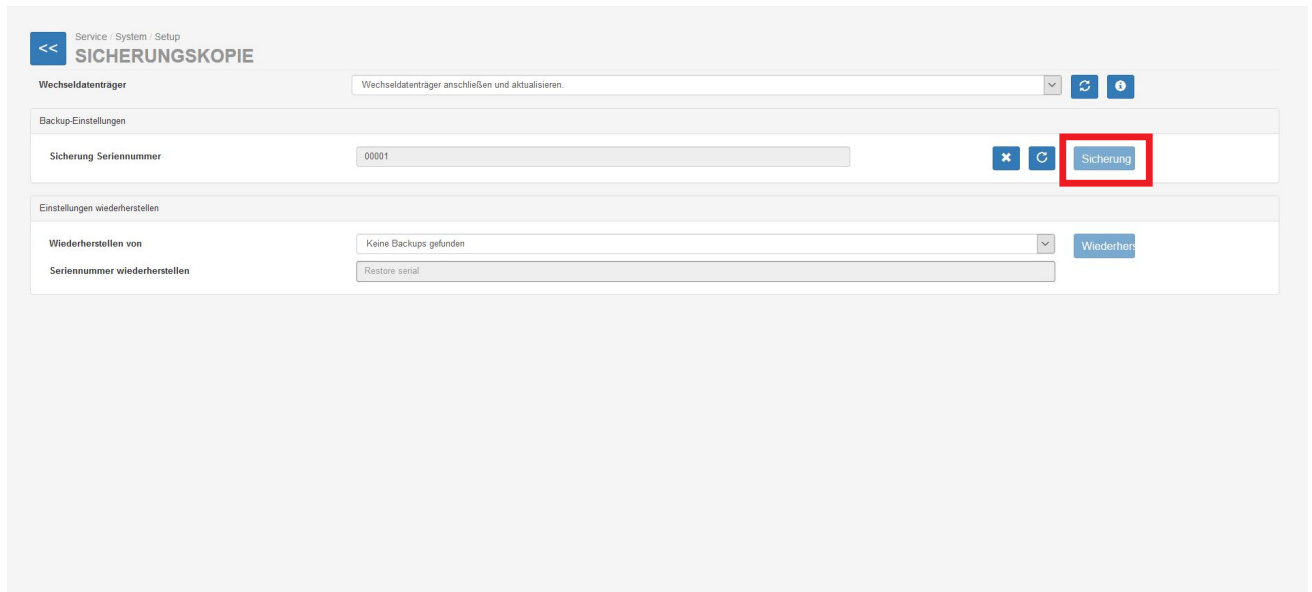 <<
Service / System / Setup
SICHERUNGSKOPIE
Wechseldatenträger
Wechseldatenträger anschließen und aktualisieren.
Backup-Einstellungen
Sicherung Seriennummer
00001
Sicherung
Einstellungen wiederherstellen
Wiederherstellen von
Keine Backups gefunden
Wiederhers
Seriennummer wiederherstellen
Restore serial